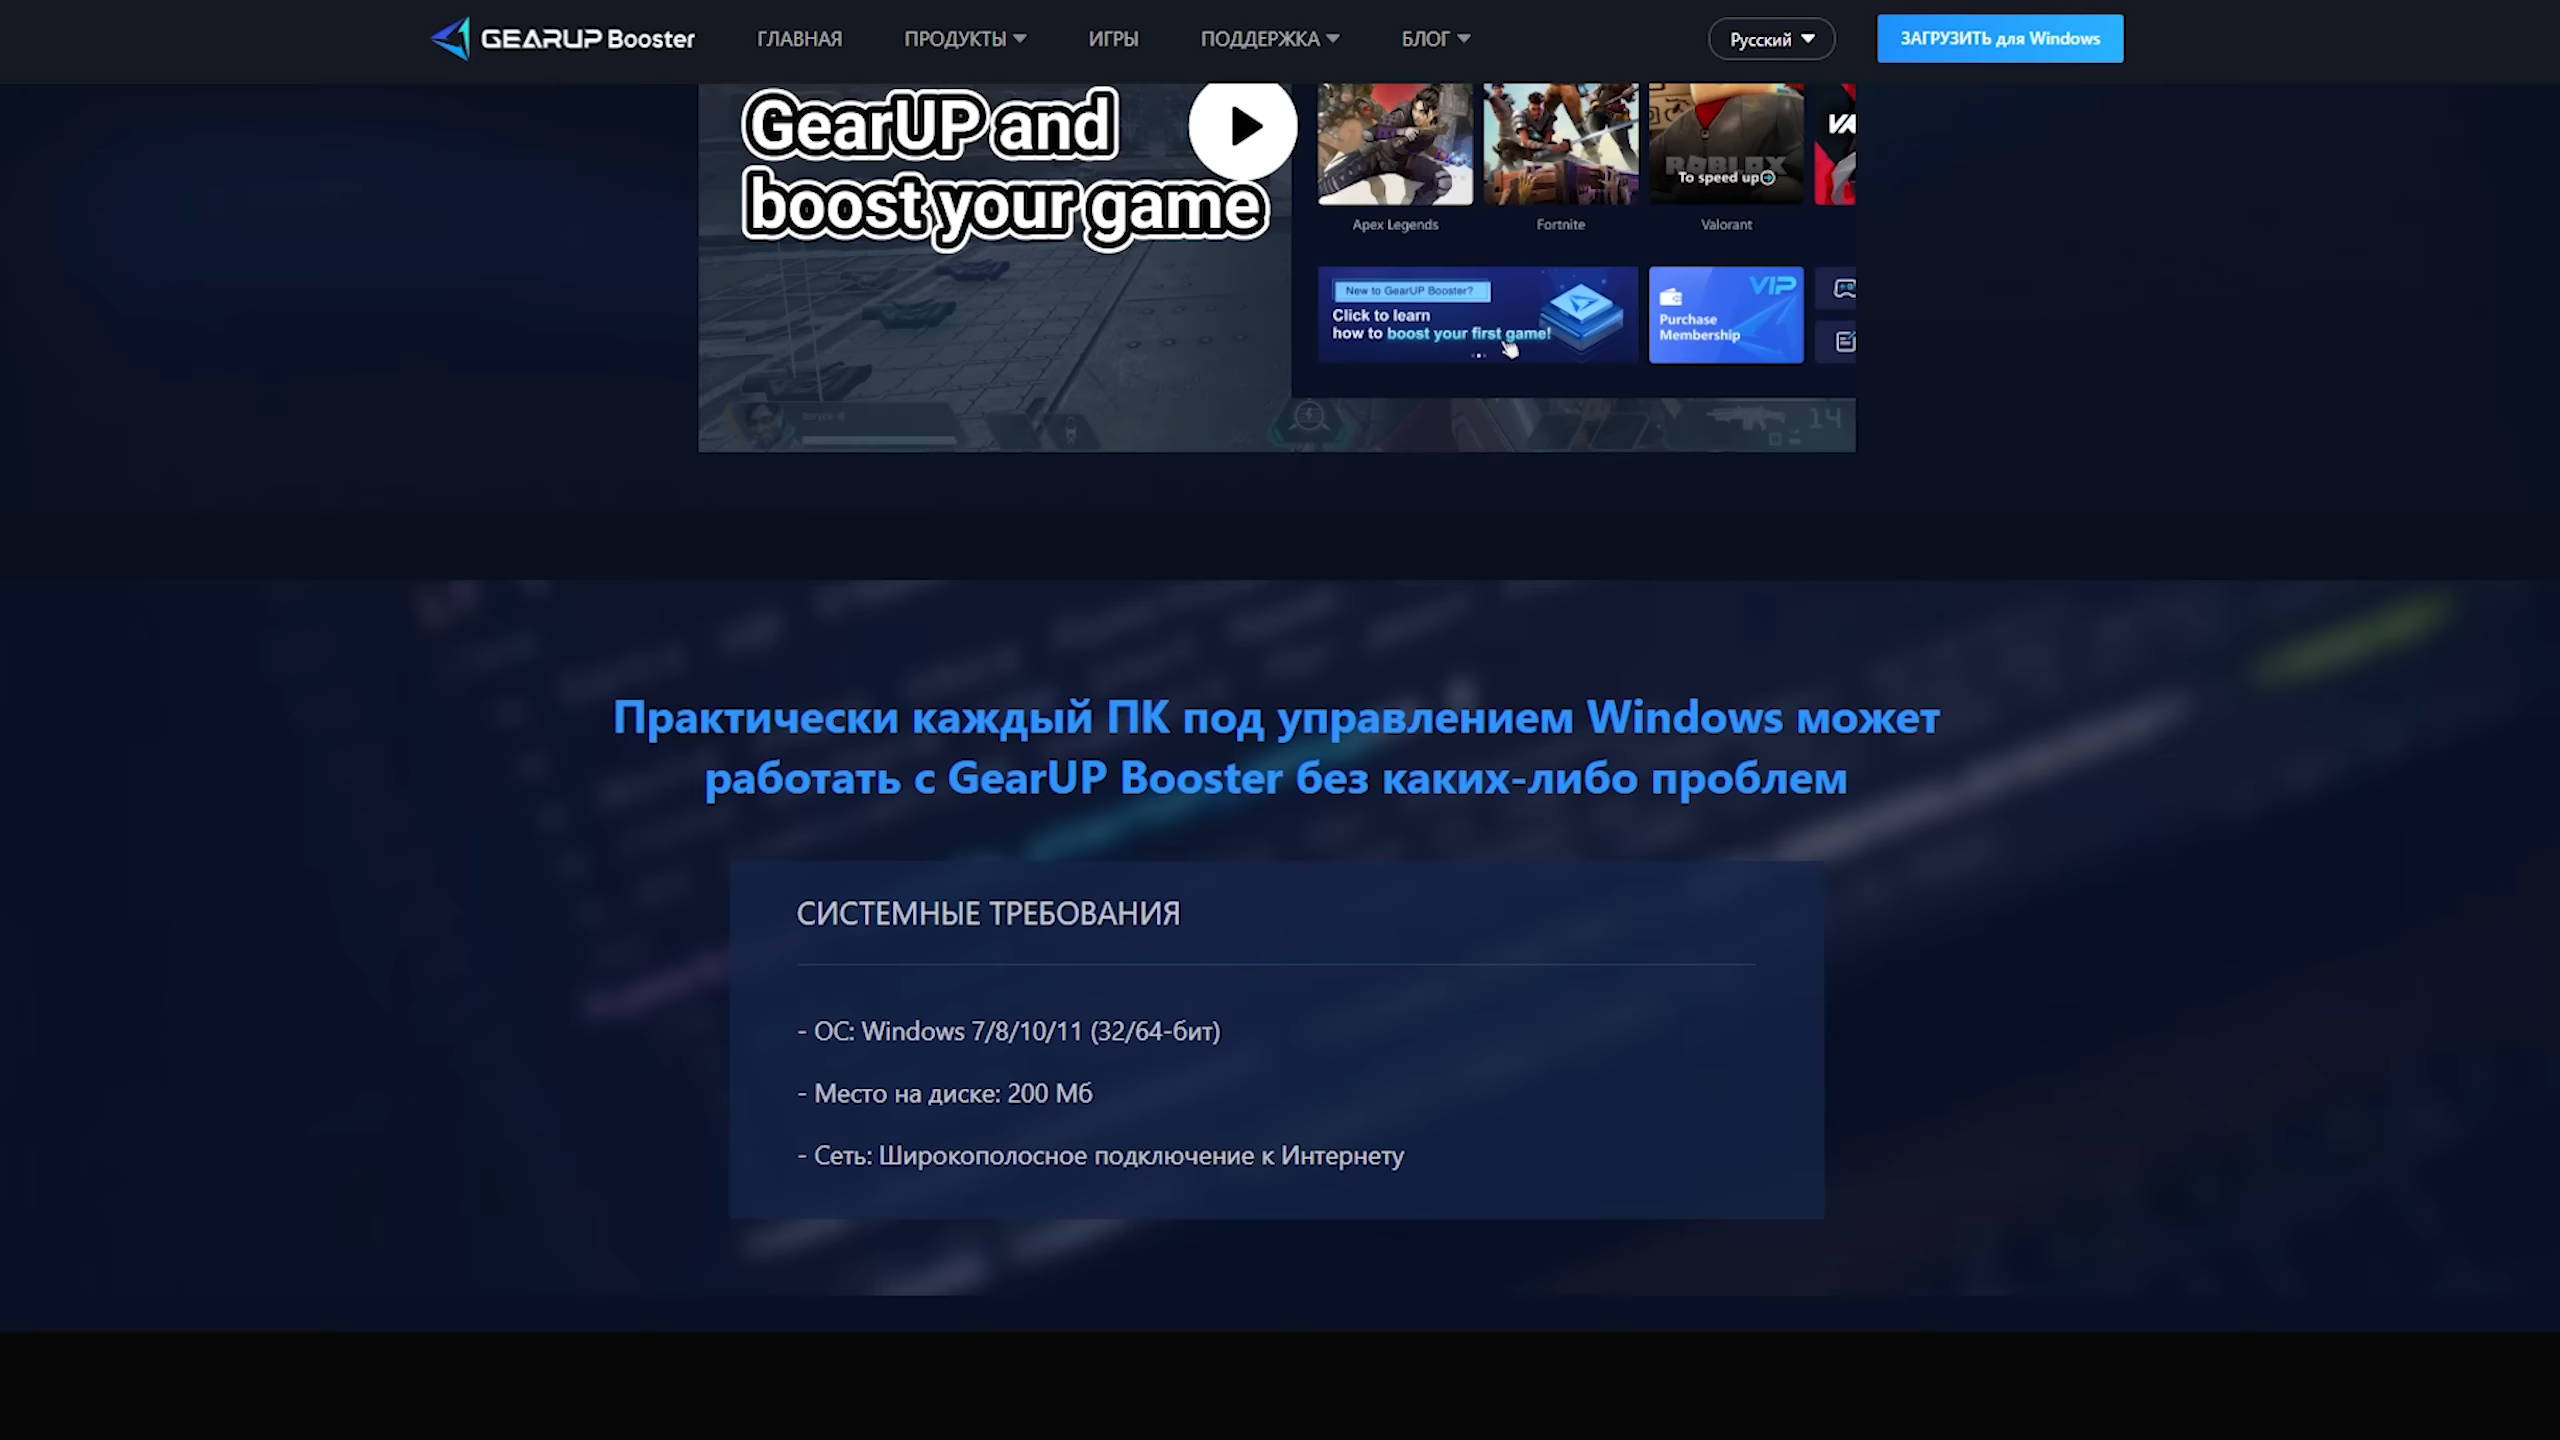 GEARUP Booster
ГЛАВНАЯ
ПРОДУКТЫ
ИГРЫ
ПОДДЕРЖКА
БЛОГ
Русский
ЗАГРУЗИТЬ для Windows
GearUP and
boost your game
ROBLOX
To speed up
VA
Apex Legends
Fortnite
Valorant
New to GearUP Booster?
Click to learn
how to boost your first game!
VIP
Purchase
Membership
14
Практически каждый ПК под управлением Windows может
работать с GearUP Booster без каких-либо проблем
СИСТЕМНЫЕ ТРЕБОВАНИЯ
- ОС: Windows 7/8/10/11 (32/64-бит)
- Место на диске: 200 Мб
- Сеть: Широкополосное подключение к Интернету